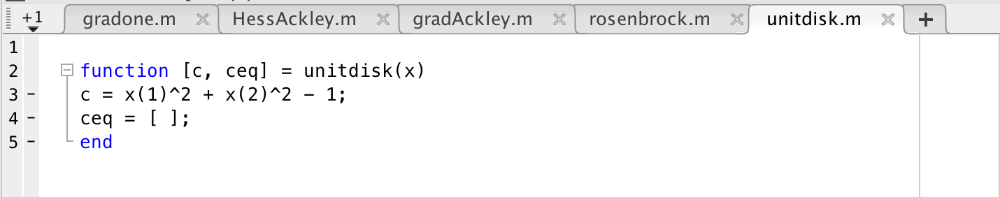 +1 gradone.m HessAckley.m gradAckley.m rosenbrock.m unitdisk.m +
1
2 function [c, ceq] = unitdisk(x)
3 - c = x(1)^2 + x(2)^2 - 1;
4 - ceq = [ ];
5 - end